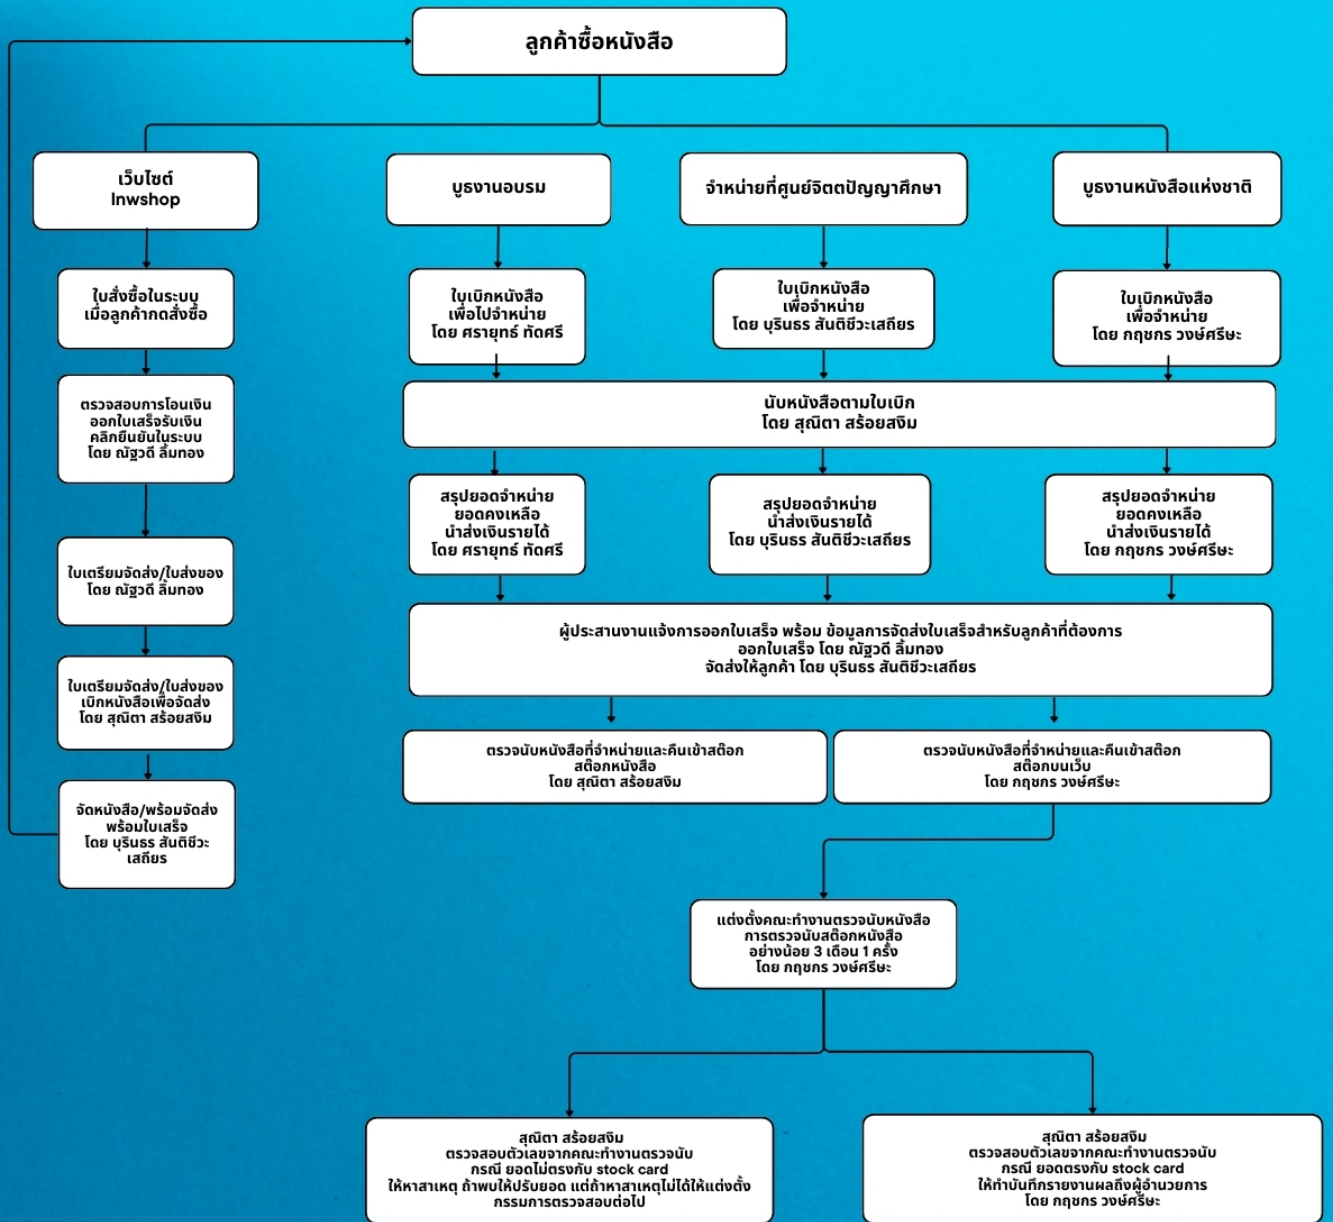 ลูกค้าซื้อหนังสือ
เว็บไซต์
lnwshop
บูธงานอบรม
จำหน่ายที่ศูนย์จิตตปัญญาศึกษา
บูธงานหนังสือแห่งชาติ
ใบสั่งซื้อในระบบ
เมื่อลูกค้ากดสั่งซื้อ
ใบเบิกหนังสือ
เพื่อไปจำหน่าย
โดย ศรายุทธ์ ทัดศรี
ใบเบิกหนังสือ
เพื่อจำหน่าย
โดย บุรินธร สันติชีวะเสถียร
ใบเบิกหนังสือ
เพื่อจำหน่าย
โดย กฤชกร วงษ์ศรีษะ
ตรวจสอบการโอนเงิน
ออกใบเสร็จรับเงิน
คลิกยืนยันในระบบ
โดย ณัฐวดี ลิ้มทอง
นับหนังสือตามใบเบิก
โดย สุณิตา สร้อยสงิม
สรุปยอดจำหน่าย
ยอดคงเหลือ
นำส่งเงินรายได้
โดย ศรายุทธ์ ทัดศรี
สรุปยอดจำหน่าย
นำส่งเงินรายได้
โดย บุรินธร สันติชีวะเสถียร
สรุปยอดจำหน่าย
ยอดคงเหลือ
นำส่งเงินรายได้
โดย กฤชกร วงษ์ศรีษะ
ใบเตรียมจัดส่ง/ใบส่งของ
โดย ณัฐวดี ลิ้มทอง
ผู้ประสานงานแจ้งการออกใบเสร็จ พร้อม ข้อมูลการจัดส่งใบเสร็จสำหรับลูกค้าที่ต้องการ
ออกใบเสร็จ โดย ณัฐวดี ลิ้มทอง
จัดส่งให้ลูกค้า โดย บุรินธร สันติชีวะเสถียร
ใบเตรียมจัดส่ง/ใบส่งของ
เบิกหนังสือเพื่อจัดส่ง
โดย สุณิตา สร้อยสงิม
ตรวจนับหนังสือที่จำหน่ายและคืนเข้าสต๊อก
สต๊อกหนังสือ
โดย สุณิตา สร้อยสงิม
ตรวจนับหนังสือที่จำหน่ายและคืนเข้าสต๊อก
สต๊อกบนเว็บ
โดย กฤชกร วงษ์ศรีษะ
จัดหนังสือ/พร้อมจัดส่ง
พร้อมใบเสร็จ
โดย บุรินธร สันติชีวะ
เสถียร
แต่งตั้งคณะทำงานตรวจนับหนังสือ
การตรวจนับสต๊อกหนังสือ
อย่างน้อย 3 เดือน 1 ครั้ง
โดย กฤชกร วงษ์ศรีษะ
สุณิตา สร้อยสงิม
ตรวจสอบตัวเลขจากคณะทำงานตรวจนับ
กรณี ยอดไม่ตรงกับ stock card
ให้หาสาเหตุ ถ้าพบให้ปรับยอด แต่ถ้าหาสาเหตุไม่ได้ให้แต่งตั้ง
กรรมการตรวจสอบต่อไป
สุณิตา สร้อยสงิม
ตรวจสอบตัวเลขจากคณะทำงานตรวจนับ
กรณี ยอดตรงกับ stock card
ให้ทำบันทึกรายงานผลถึงผู้อำนวยการ
โดย กฤชกร วงษ์ศรีษะ